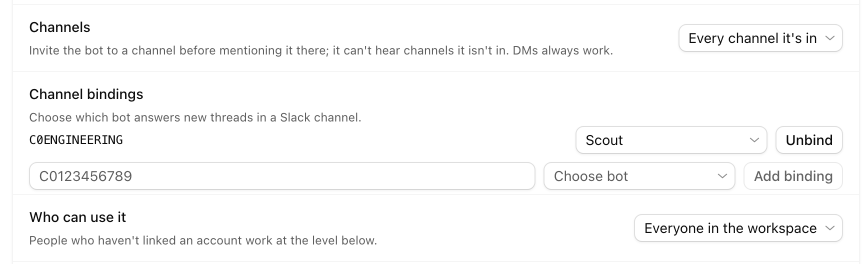 Channels
Invite the bot to a channel before mentioning it there; it can't hear channels it isn't in. DMs always work.
Every channel it's in
Channel bindings
Choose which bot answers new threads in a Slack channel.
C0ENGINEERING
Scout
Unbind
C0123456789
Choose bot
Add binding
Who can use it
People who haven't linked an account work at the level below.
Everyone in the workspace